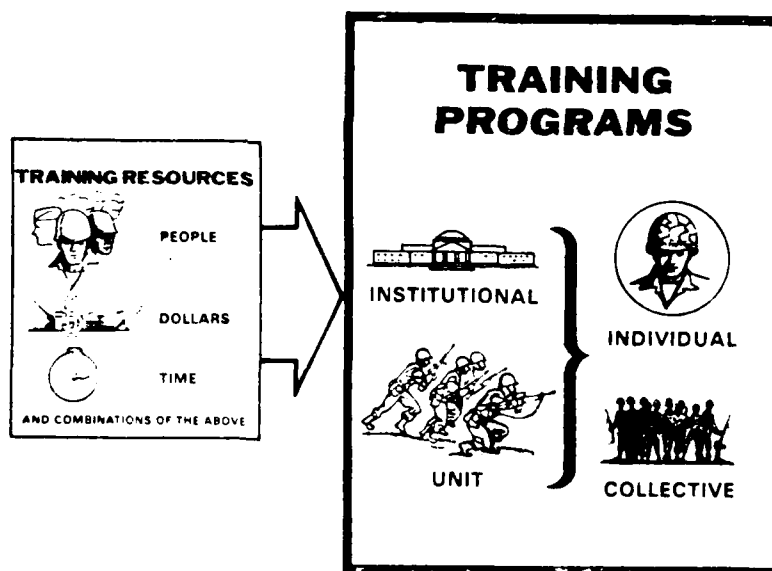 TRAINING RESOURCES
PEOPLE
DOLLARS
TIME
AND COMBINATIONS OF THE ABOVE
TRAINING
PROGRAMS
INSTITUTIONAL
UNIT
INDIVIDUAL
COLLECTIVE